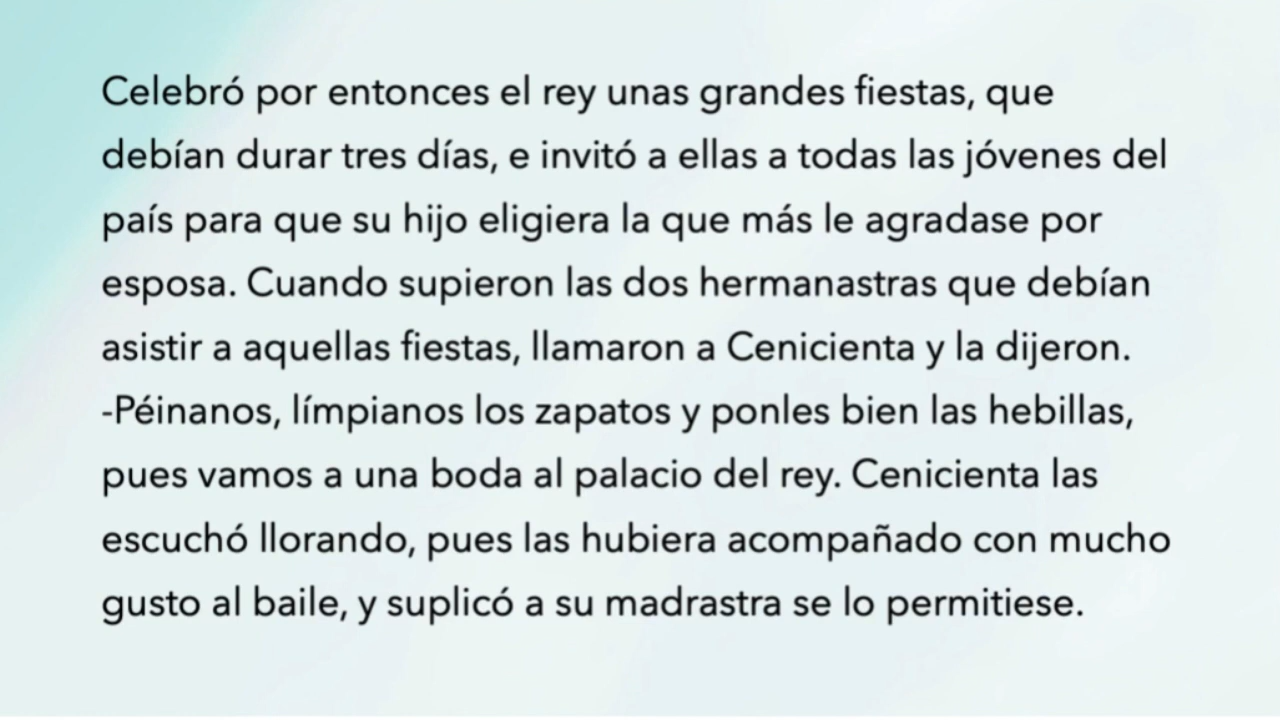 Celebró por entonces el rey unas grandes fiestas, que
debían durar tres días, e invitó a ellas a todas las jóvenes del
país para que su hijo eligiera la que más le agradase por
esposa. Cuando supieron las dos hermanastras que debían
asistir a aquellas fiestas, llamaron a Cenicienta y la dijeron.
-Péinanos, límpianos los zapatos y ponles bien las hebillas,
pues vamos a una boda al palacio del rey. Cenicienta las
escuchó llorando, pues las hubiera acompañado con mucho
gusto al baile, y suplicó a su madrastra se lo permitiese.